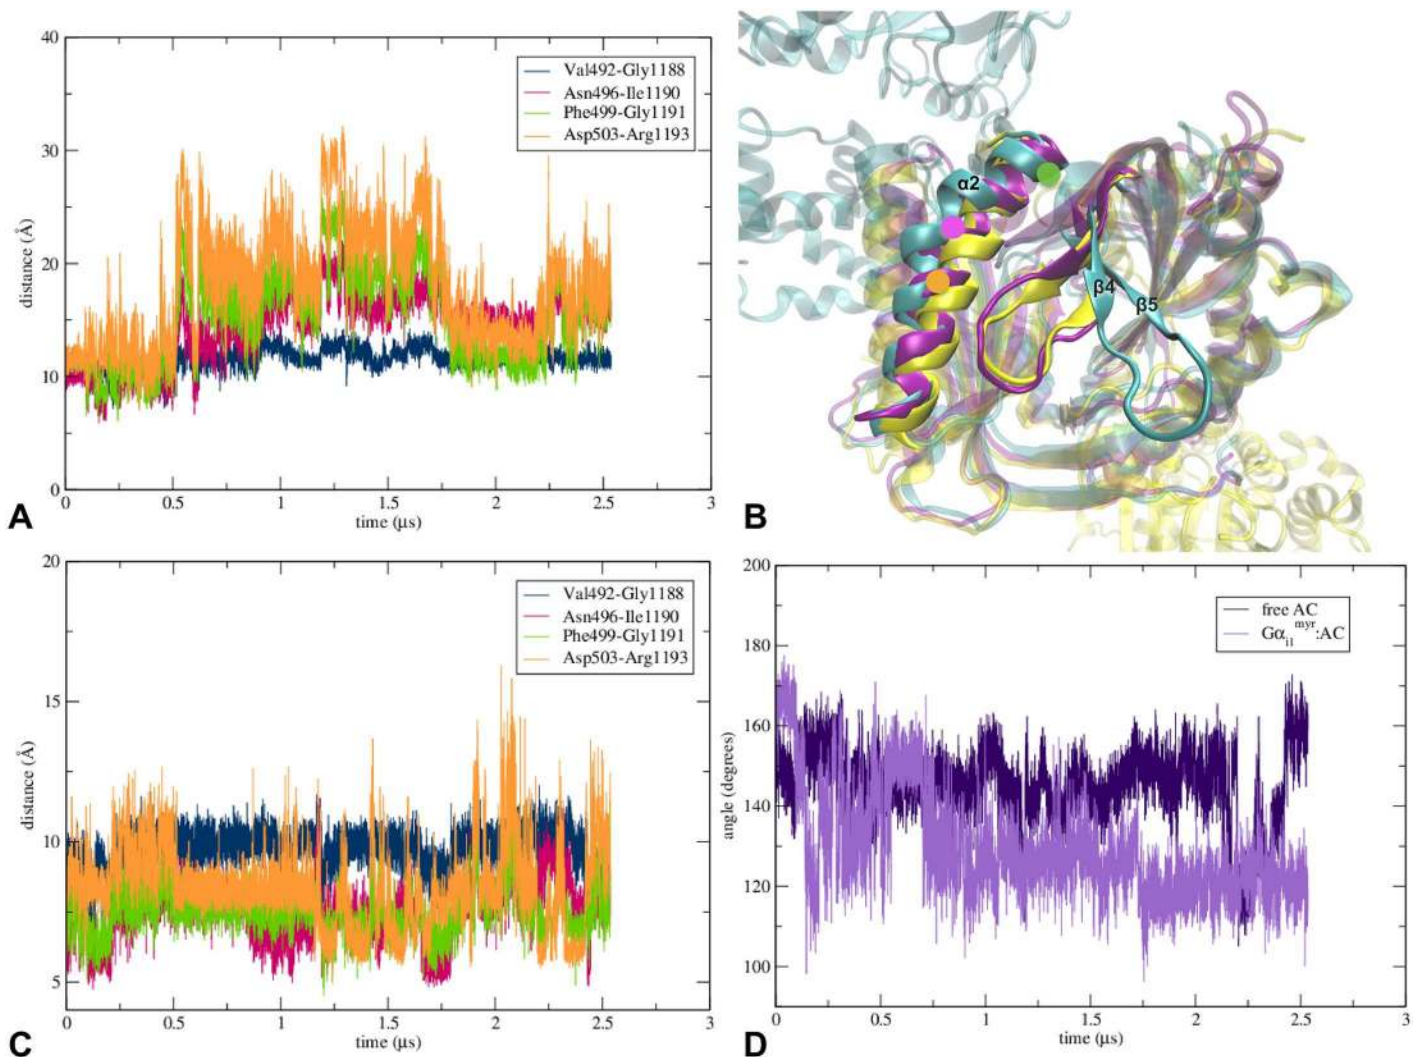 40
30
20
10
0
distance (Å)
0 0.5 1 1.5 2 2.5 3
time (μs)
Val492-Gly1188
Asn496-Ile1190
Phe499-Gly1191
Asp503-Arg1193
A
α2
β4
β5
B
20
15
10
5
distance (Å)
0 0.5 1 1.5 2 2.5 3
time (μs)
Val492-Gly1188
Asn496-Ile1190
Phe499-Gly1191
Asp503-Arg1193
C
200
180
160
140
120
100
angle (degrees)
0 0.5 1 1.5 2 2.5 3
time (μs)
free AC
Gαi1myr:AC
D